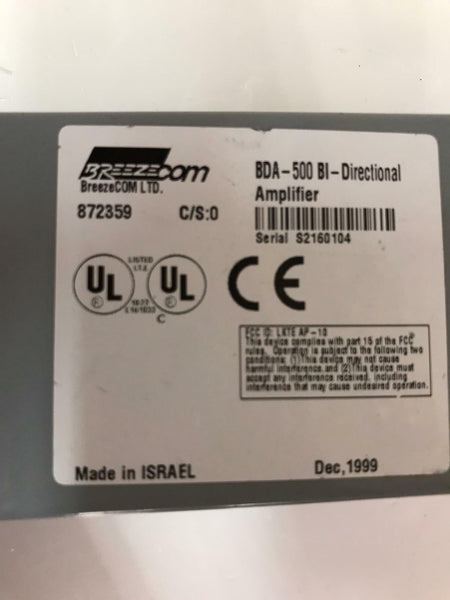 BREEZECOM
BreezeCOM LTD.
BDA-500 BI-Directional
Amplifier
872359 C/S:0
Serial S2160104
LISTED
I.T.E.
UL UL
C
CE
FCC ID: LKTE AP-10
This device complies with part 15 of the FCC
rules. Operation is subject to the following two
conditions: (1)This device may not cause
harmful interference, and (2)This device must
accept any interference received, including
interference that may cause undesired operation.
Made in ISRAEL Dec,1999